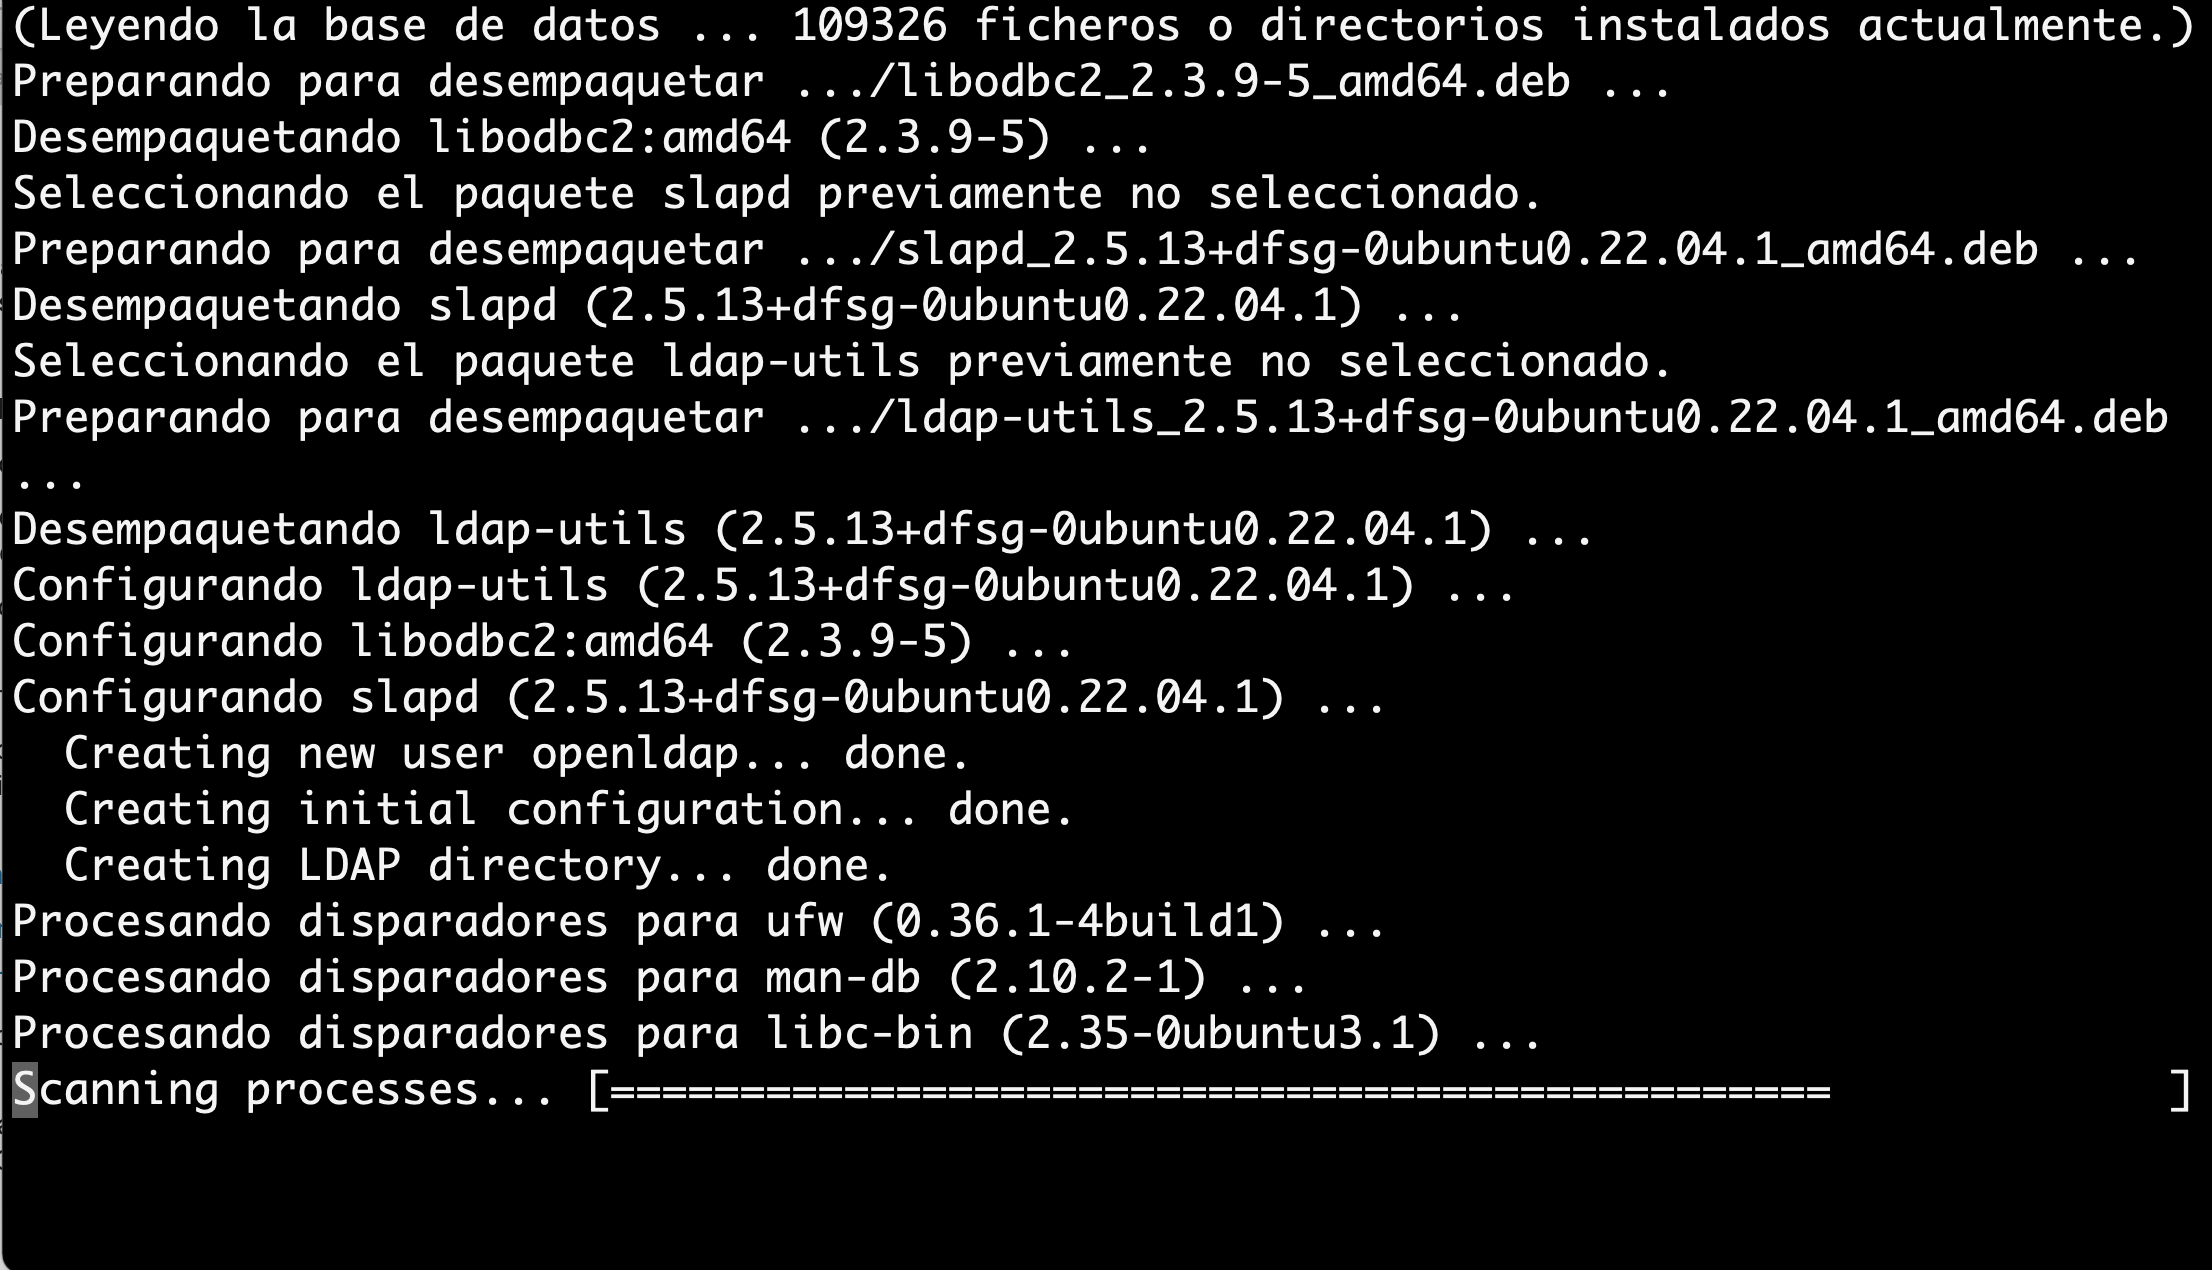 (Leyendo la base de datos ... 109326 ficheros o directorios instalados actualmente.)
Preparando para desempaquetar .../libodbc2_2.3.9-5_amd64.deb ...
Desempaquetando libodbc2:amd64 (2.3.9-5) ...
Seleccionando el paquete slapd previamente no seleccionado.
Preparando para desempaquetar .../slapd_2.5.13+dfsg-0ubuntu0.22.04.1_amd64.deb ...
Desempaquetando slapd (2.5.13+dfsg-0ubuntu0.22.04.1) ...
Seleccionando el paquete ldap-utils previamente no seleccionado.
Preparando para desempaquetar .../ldap-utils_2.5.13+dfsg-0ubuntu0.22.04.1_amd64.deb
...
Desempaquetando ldap-utils (2.5.13+dfsg-0ubuntu0.22.04.1) ...
Configurando ldap-utils (2.5.13+dfsg-0ubuntu0.22.04.1) ...
Configurando libodbc2:amd64 (2.3.9-5) ...
Configurando slapd (2.5.13+dfsg-0ubuntu0.22.04.1) ...
  Creating new user openldap... done.
  Creating initial configuration... done.
  Creating LDAP directory... done.
Procesando disparadores para ufw (0.36.1-4build1) ...
Procesando disparadores para man-db (2.10.2-1) ...
Procesando disparadores para libc-bin (2.35-0ubuntu3.1) ...
Scanning processes... [===============================================             ]